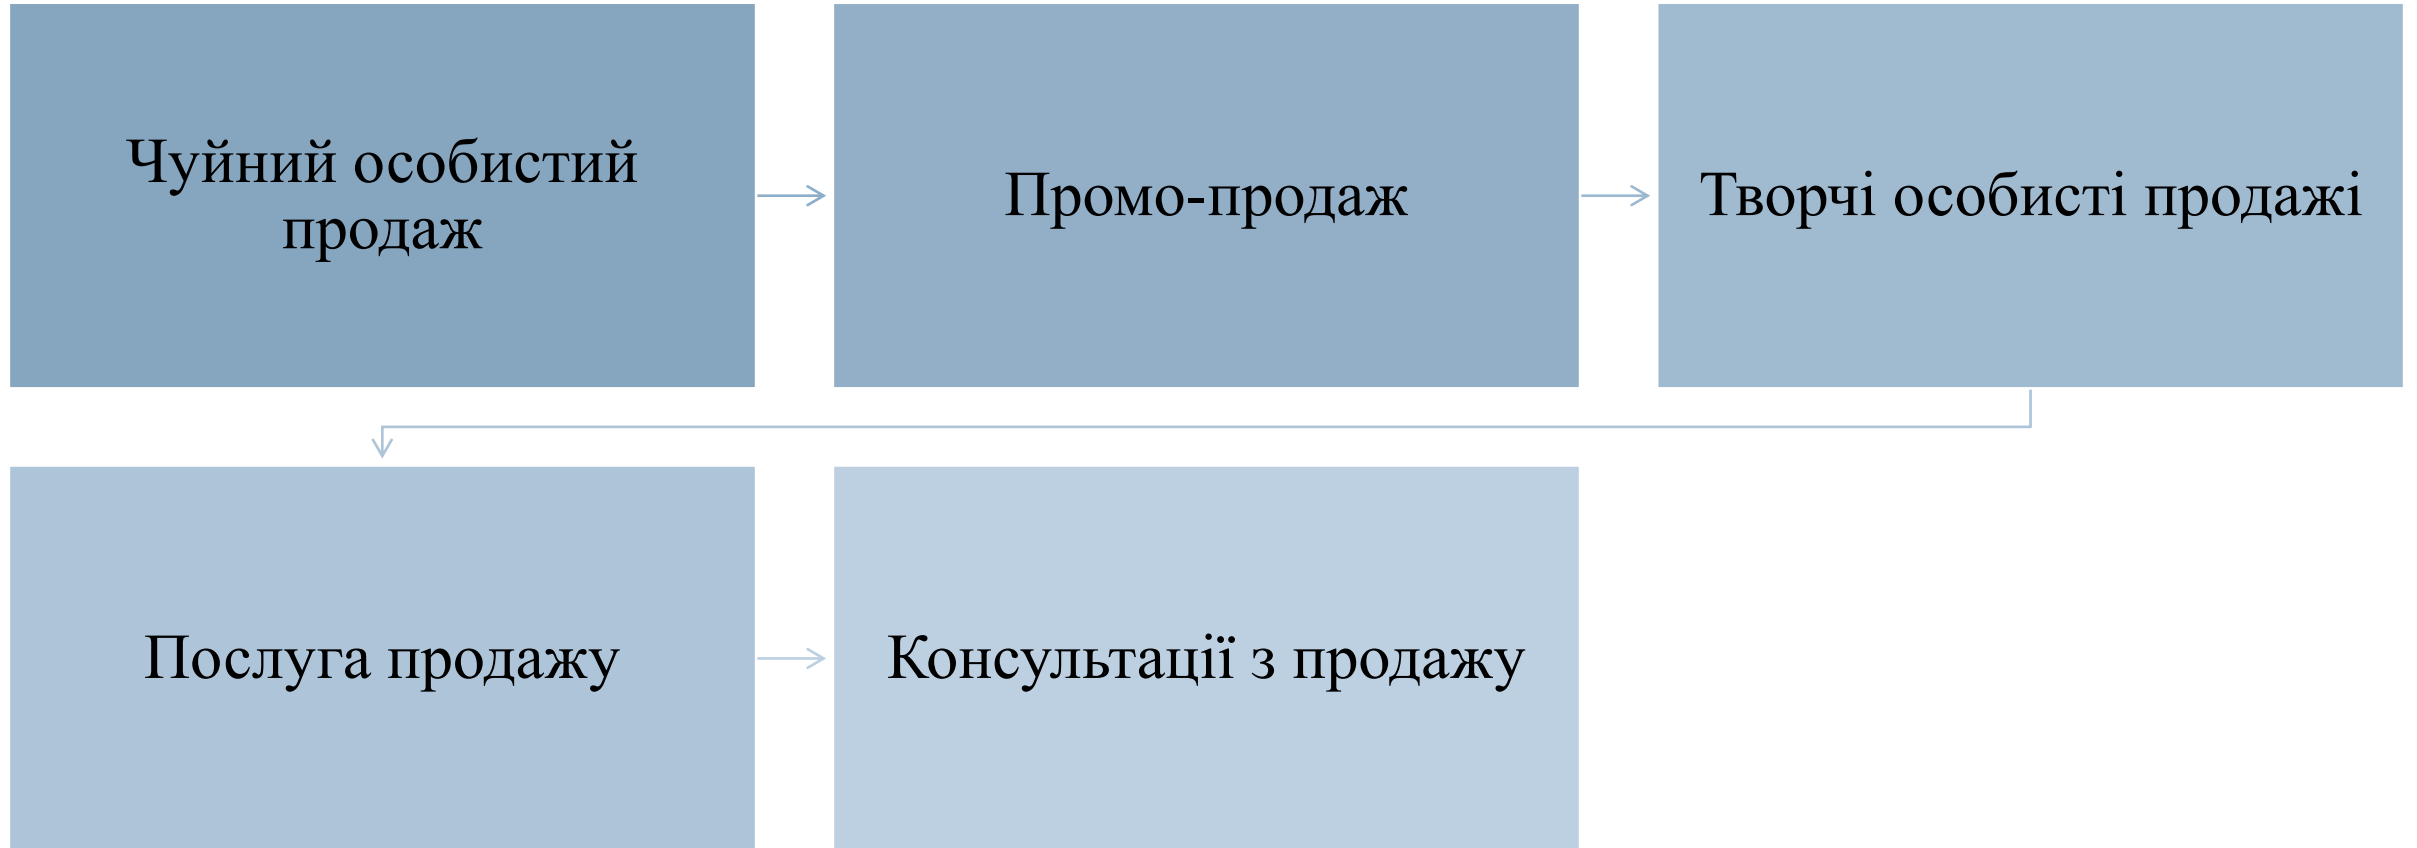 Чуйний особистий
продаж
Промо-продаж
Творчі особисті продажі
Послуга продажу
Консультації з продажу